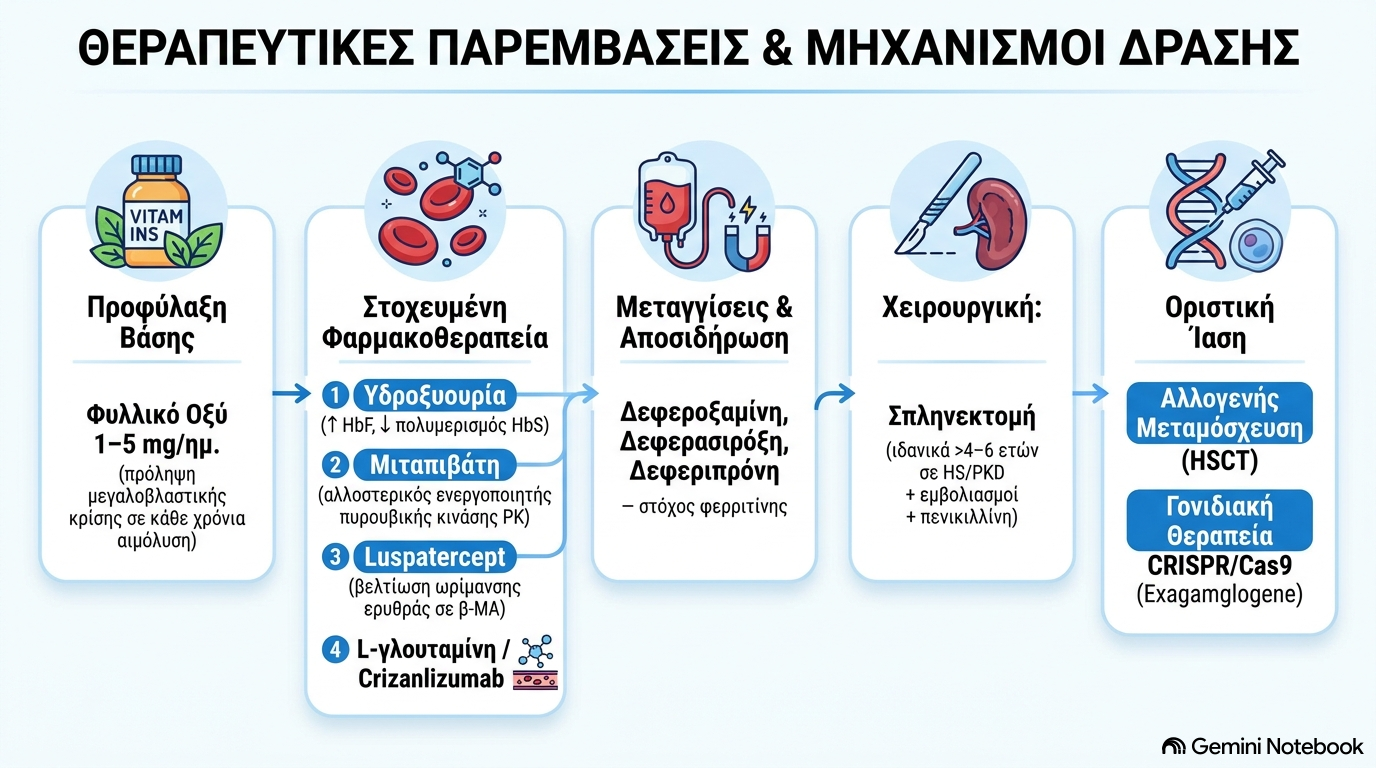 ΘΕΡΑΠΕΥΤΙΚΕΣ ΠΑΡΕΜΒΑΣΕΙΣ & ΜΗΧΑΝΙΣΜΟΙ ΔΡΑΣΗΣ
VITAM
INS
Προφύλαξη
Βάσης
Φυλλικό Οξύ
1–5 mg/ημ.
(πρόληψη
μεγαλοβλαστικής
κρίσης σε κάθε χρόνια
αιμόλυση)
Στοχευμένη
Φαρμακοθεραπεία
1 Υδροξυουρία
(↑ HbF, ↓ πολυμερισμός HbS)
2 Μιταπιβάτη
(αλλοστερικός ενεργοποιητής
πυρουβικής κινάσης PK)
3 Luspatercept
(βελτίωση ωρίμανσης
ερυθράς σε β-ΜΑ)
4 L-γλουταμίνη /
Crizanlizumab
Μεταγγίσεις &
Αποσιδήρωση
Δεφεροξαμίνη,
Δεφερασιρόξη,
Δεφεριπρόνη
— στόχος φερριτίνης
Χειρουργική:
Σπληνεκτομή
(ιδανικά >4–6 ετών
σε HS/PKD
+ εμβολιασμοί
+ πενικιλλίνη)
Οριστική
Ίαση
Αλλογενής
Μεταμόσχευση
(HSCT)
Γονιδιακή
Θεραπεία
CRISPR/Cas9
(Exagamglogene)
Gemini Notebook